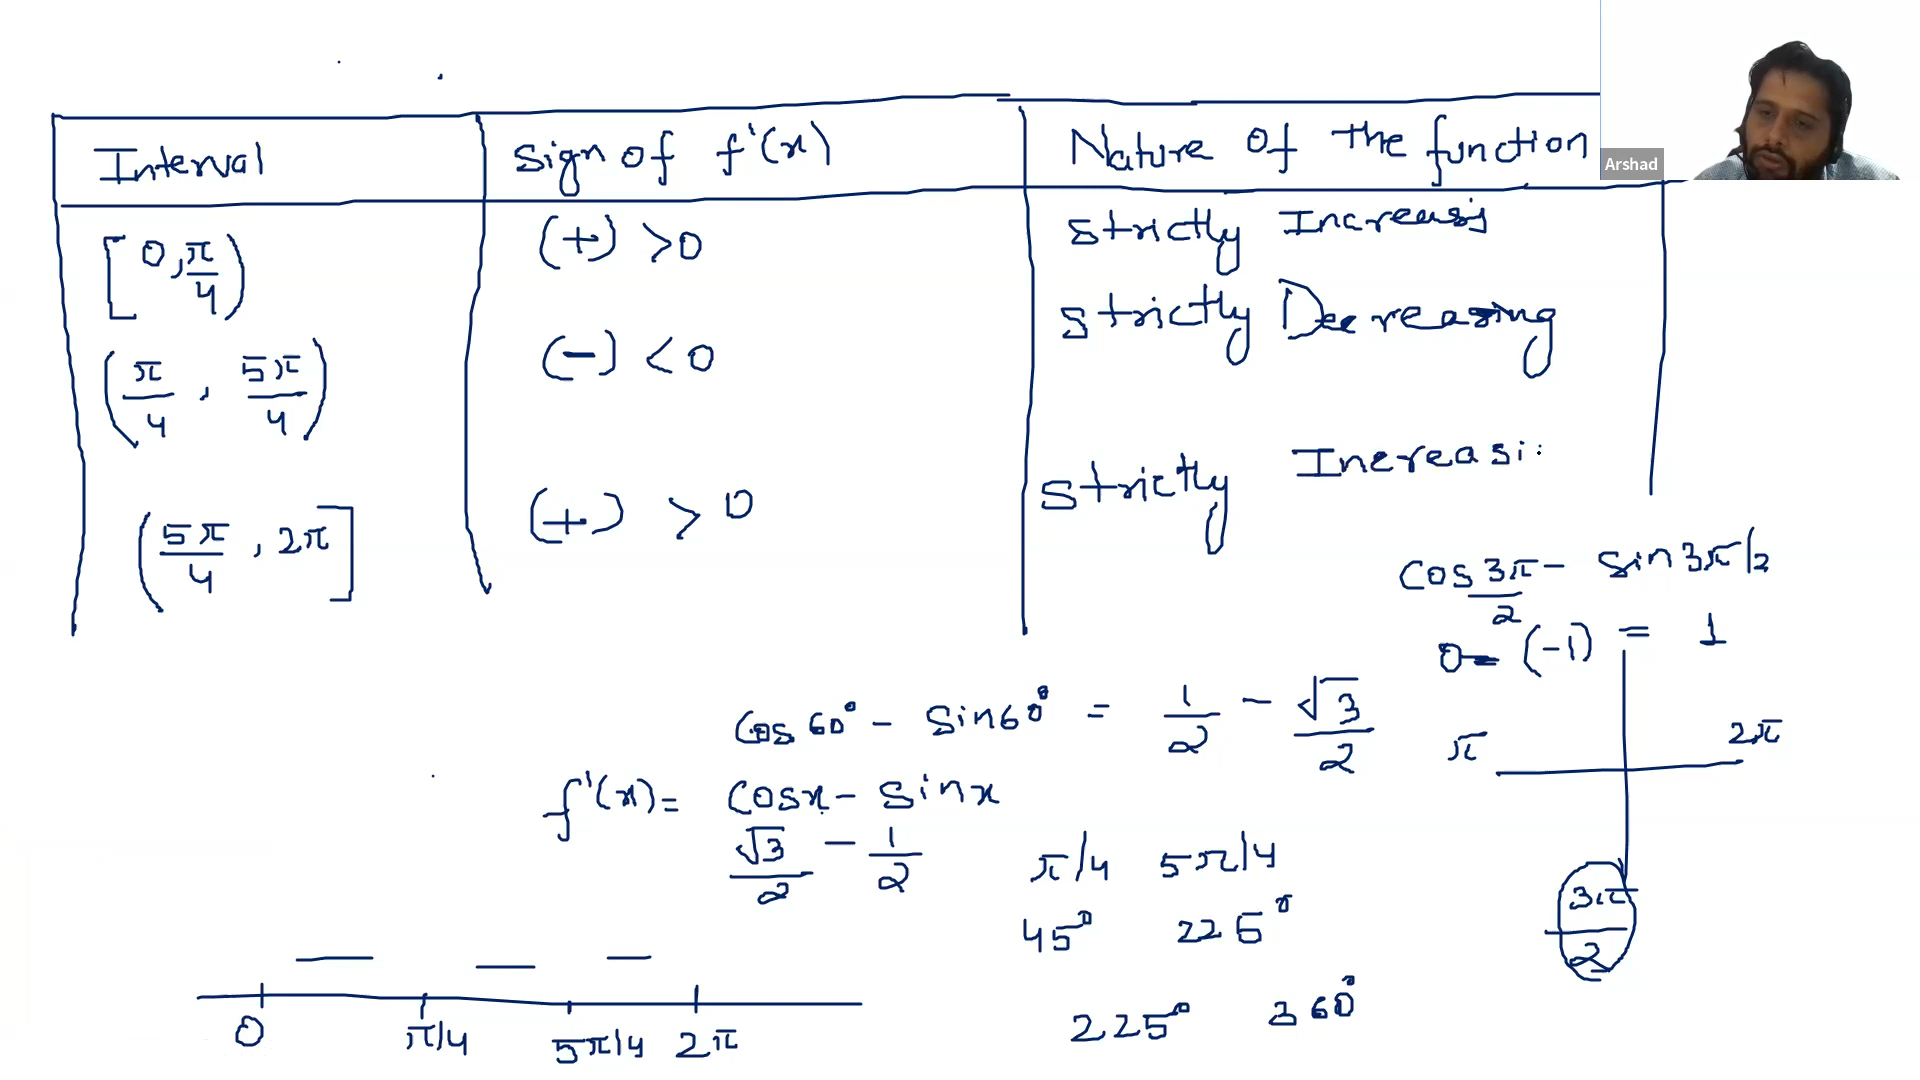 Interval Sign of f'(x) Nature of the function
Arshad
[0, π/4) (+) >0 Strictly Increasing
(π/4, 5π/4) (-) <0 Strictly Decreasing
(5π/4, 2π] (+) >0 Strictly Increasi
Cos 3π/2 - sin 3π/2
0 - (-1) = 1
Cos 60° - Sin 60° = 1/2 - √3/2
π 2π
f'(x) = Cosx - Sinx
√3/2 - 1/2
π/4 5π/4
3π/2
45° 225°
225° 360°
0 π/4 5π/4 2π